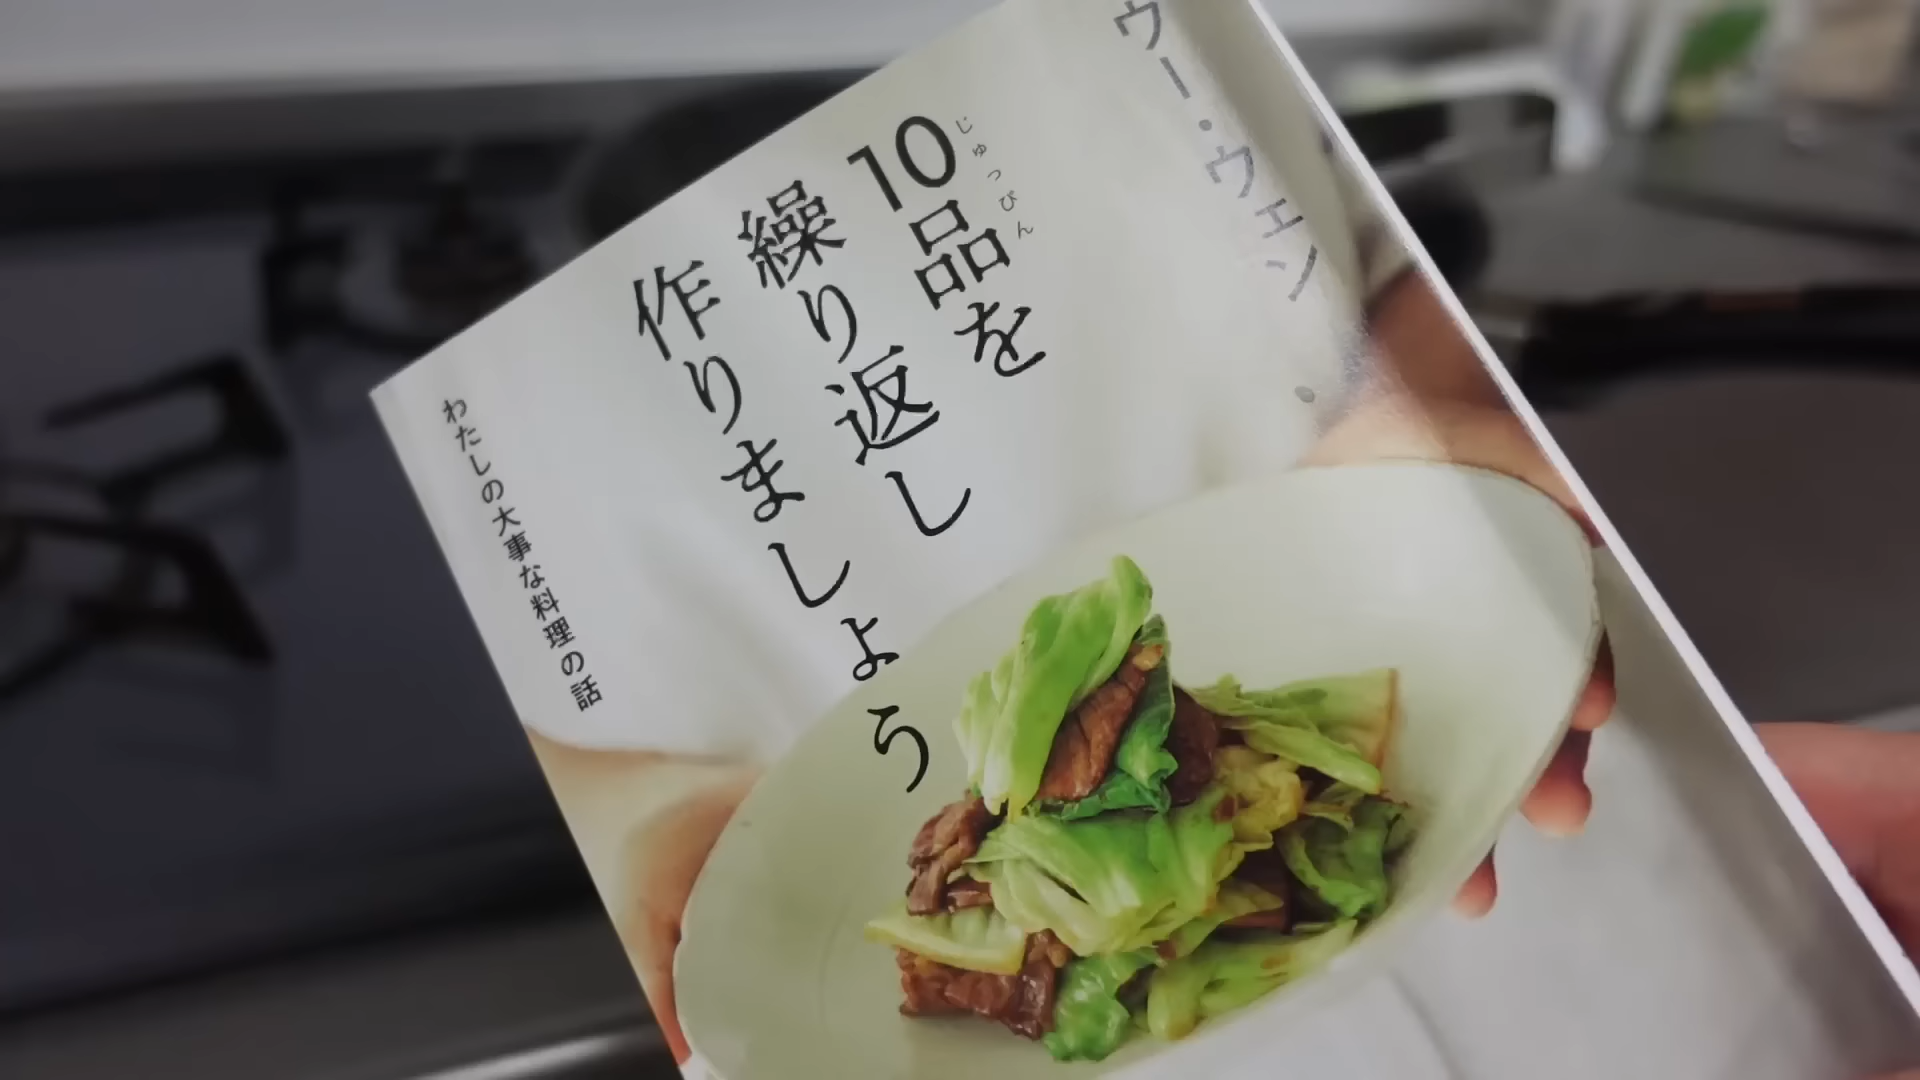 ウー・ウェン
10品を
じゅっぴん
繰り返し
作りましょう
わたしの大事な料理の話